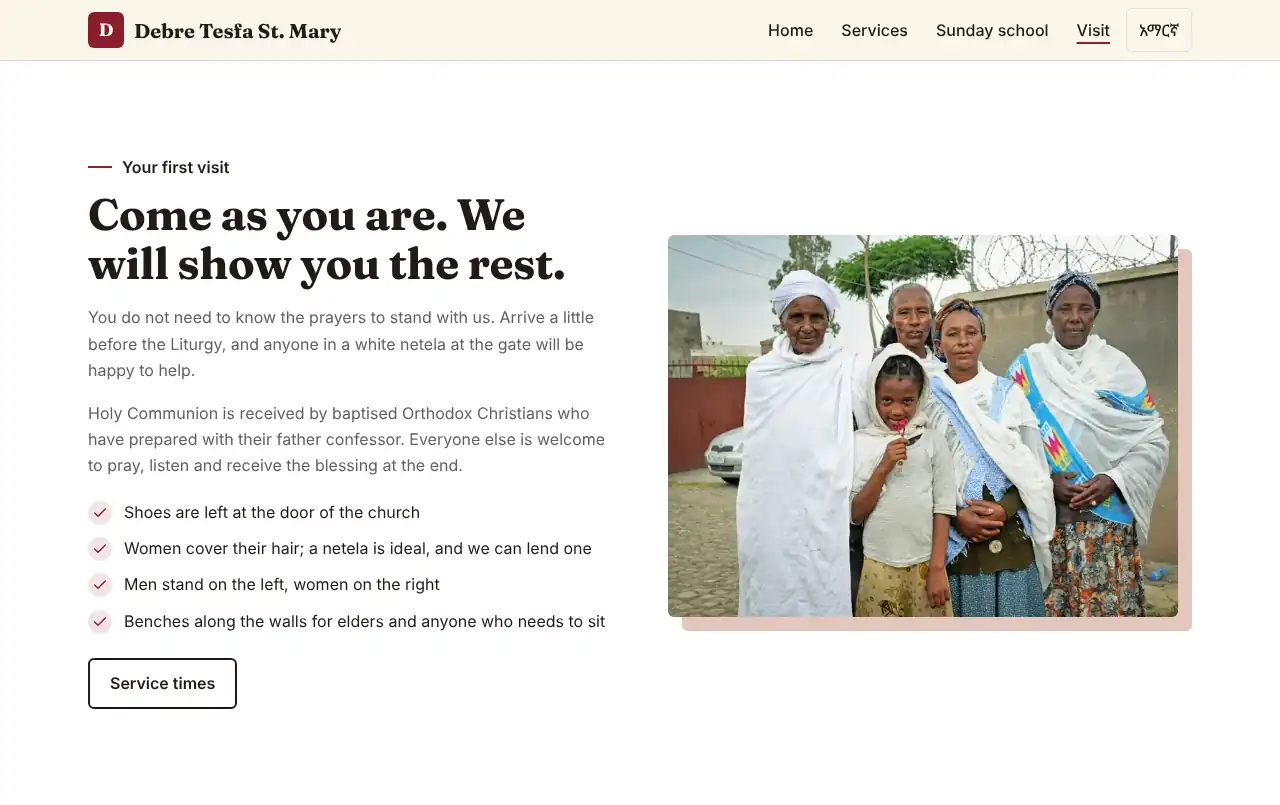 D
Debre Tesfa St. Mary
Home
Services
Sunday school
Visit
አማርኛ
Your first visit
Come as you are. We
will show you the rest.
You do not need to know the prayers to stand with us. Arrive a little
before the Liturgy, and anyone in a white netela at the gate will be
happy to help.
Holy Communion is received by baptised Orthodox Christians who
have prepared with their father confessor. Everyone else is welcome
to pray, listen and receive the blessing at the end.
Shoes are left at the door of the church
Women cover their hair; a netela is ideal, and we can lend one
Men stand on the left, women on the right
Benches along the walls for elders and anyone who needs to sit
Service times